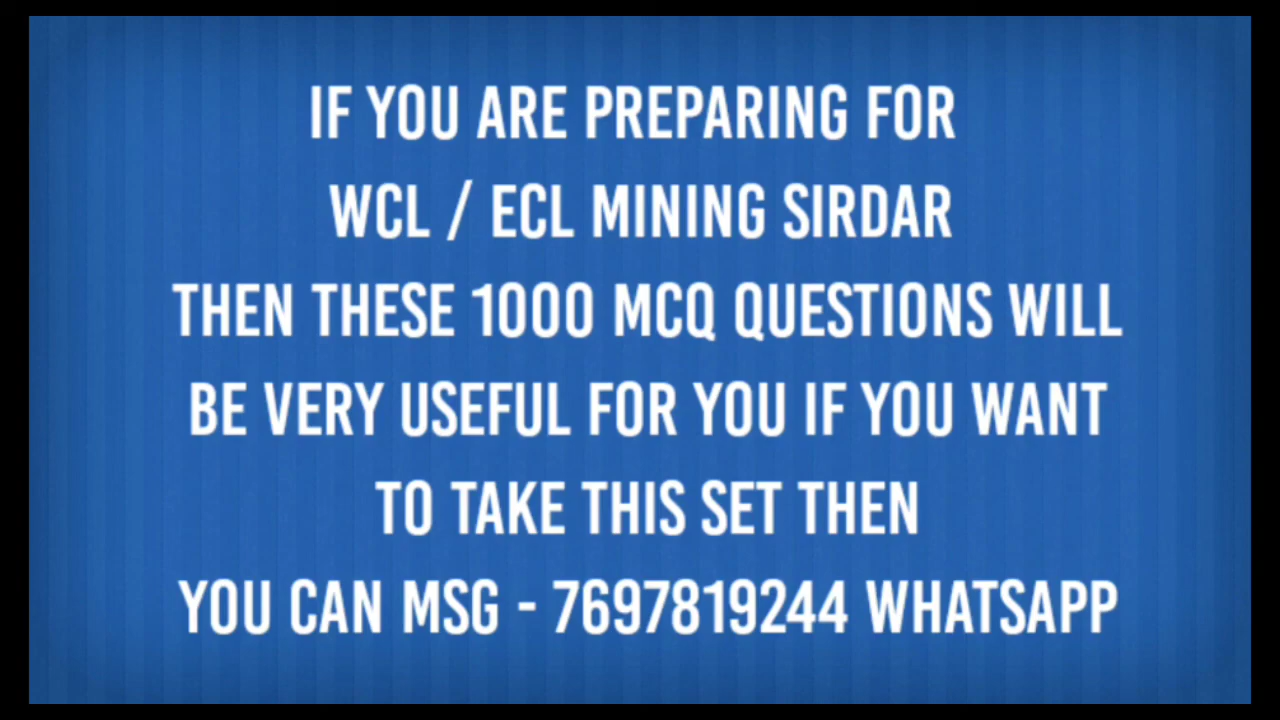 IF YOU ARE PREPARING FOR
WCL / ECL MINING SIRDAR
THEN THESE 1000 MCQ QUESTIONS WILL
BE VERY USEFUL FOR YOU IF YOU WANT
TO TAKE THIS SET THEN
YOU CAN MSG - 7697819244 WHATSAPP